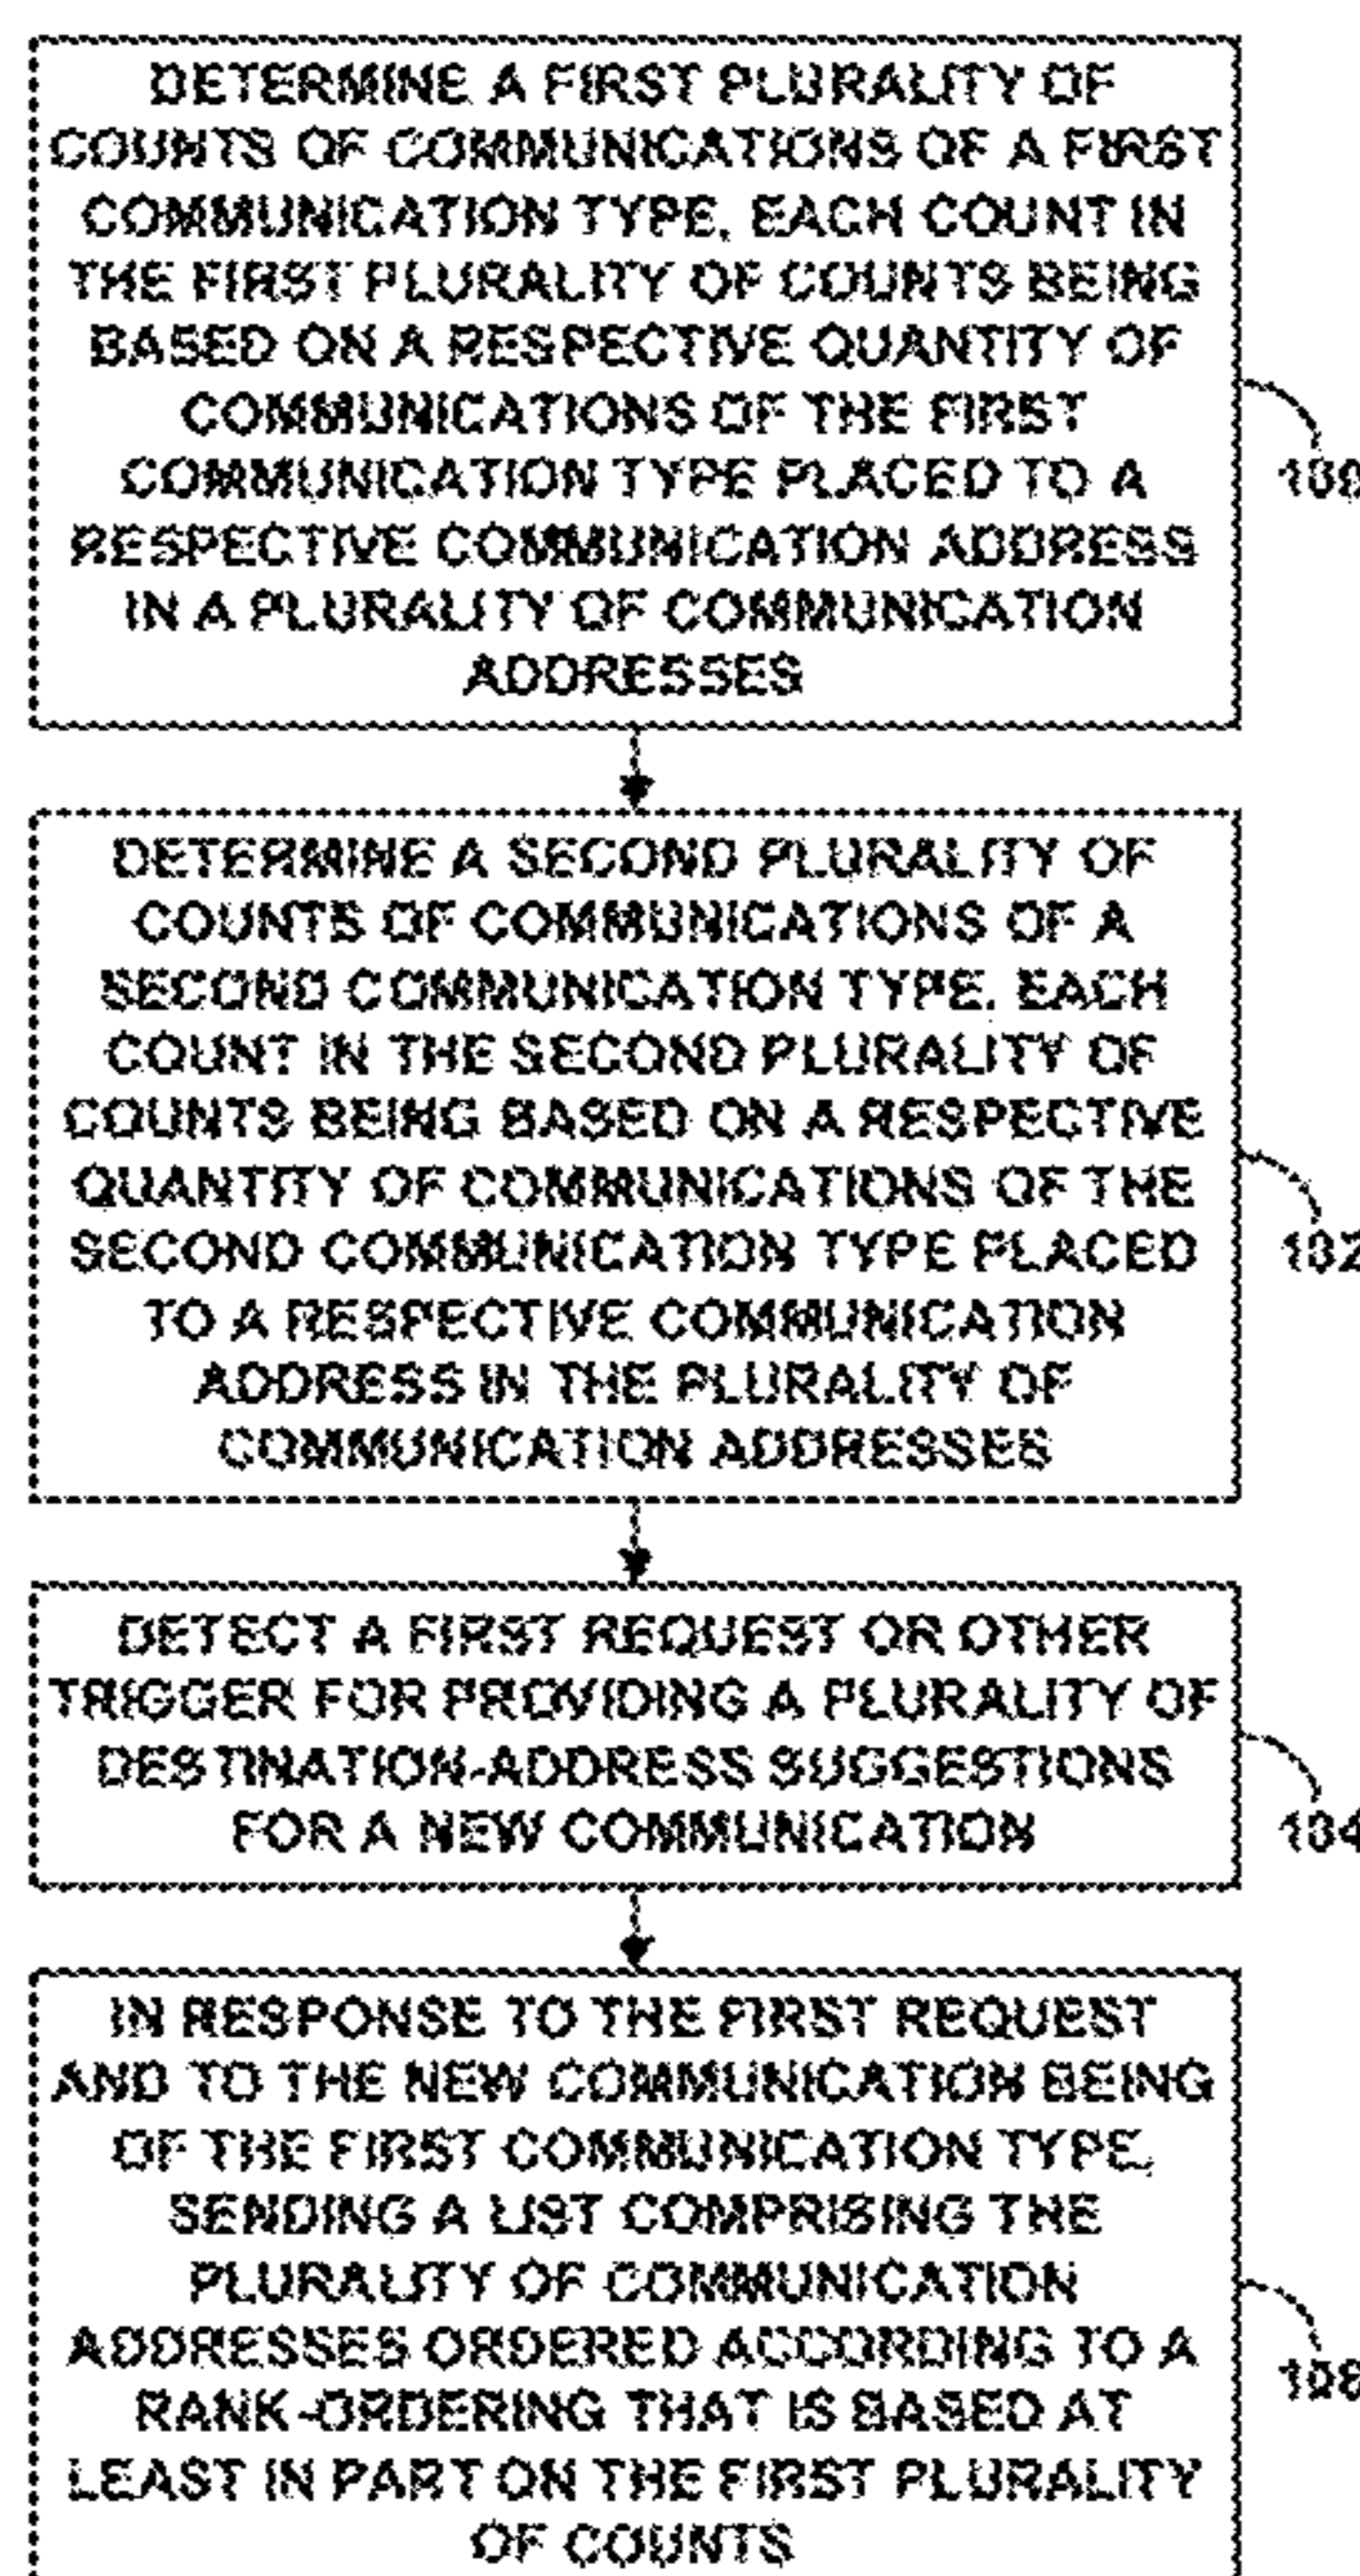 DETERMINE A FIRST PLURALITY OF
COUNTS OF COMMUNICATIONS OF A FIRST
COMMUNICATION TYPE, EACH COUNT IN
THE FIRST PLURALITY OF COUNTS BEING
BASED ON A RESPECTIVE QUANTITY OF
COMMUNICATIONS OF THE FIRST
COMMUNICATION TYPE PLACED TO A
RESPECTIVE COMMUNICATION ADDRESS
IN A PLURALITY OF COMMUNICATION
ADDRESSES
DETERMINE A SECOND PLURALITY OF
COUNTS OF COMMUNICATIONS OF A
SECOND COMMUNICATION TYPE, EACH
COUNT IN THE SECOND PLURALITY OF
COUNTS BEING BASED ON A RESPECTIVE
QUANTITY OF COMMUNICATIONS OF THE
SECOND COMMUNICATION TYPE PLACED
TO A RESPECTIVE COMMUNICATION
ADDRESS IN THE PLURALITY OF
COMMUNICATION ADDRESSES
DETECT A FIRST REQUEST OR OTHER
TRIGGER FOR PROVIDING A PLURALITY OF
DESTINATION-ADDRESS SUGGESTIONS
FOR A NEW COMMUNICATION
IN RESPONSE TO THE FIRST REQUEST
AND TO THE NEW COMMUNICATION BEING
OF THE FIRST COMMUNICATION TYPE,
SENDING A LIST COMPRISING THE
PLURALITY OF COMMUNICATION
ADDRESSES ORDERED ACCORDING TO A
RANK-ORDERING THAT IS BASED AT
LEAST IN PART ON THE FIRST PLURALITY
OF COUNTS